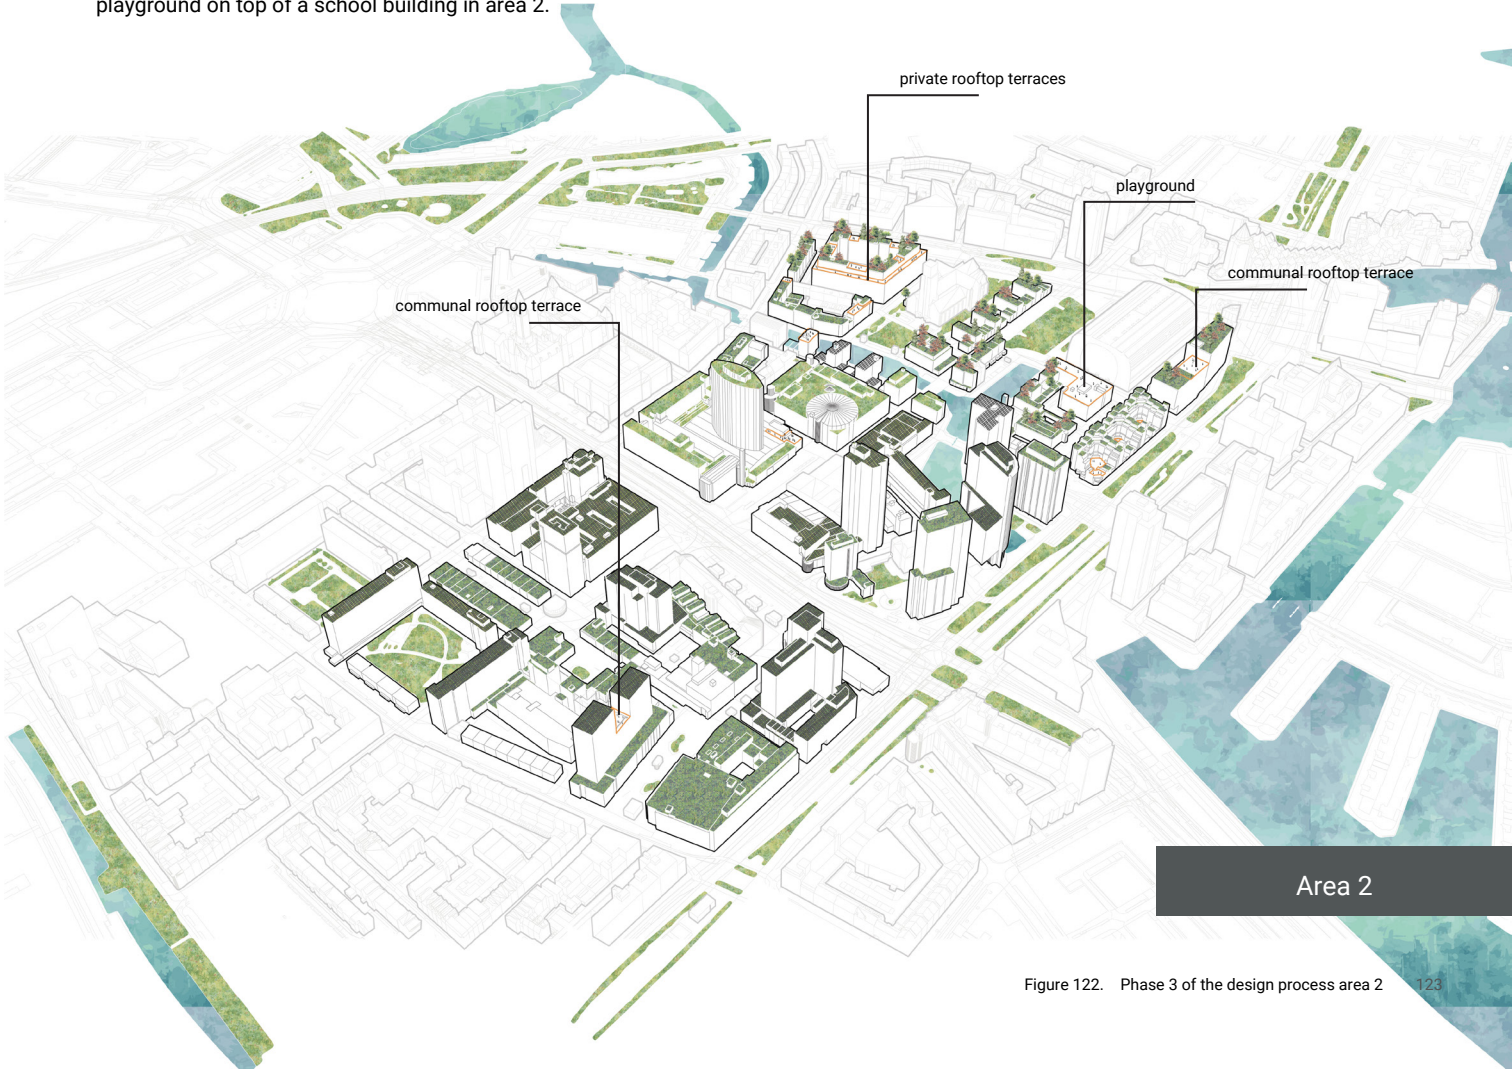 playground on top of a school building in area 2.
private rooftop terraces
playground
communal rooftop terrace
communal rooftop terrace
Area 2
Figure 122. Phase 3 of the design process area 2 123